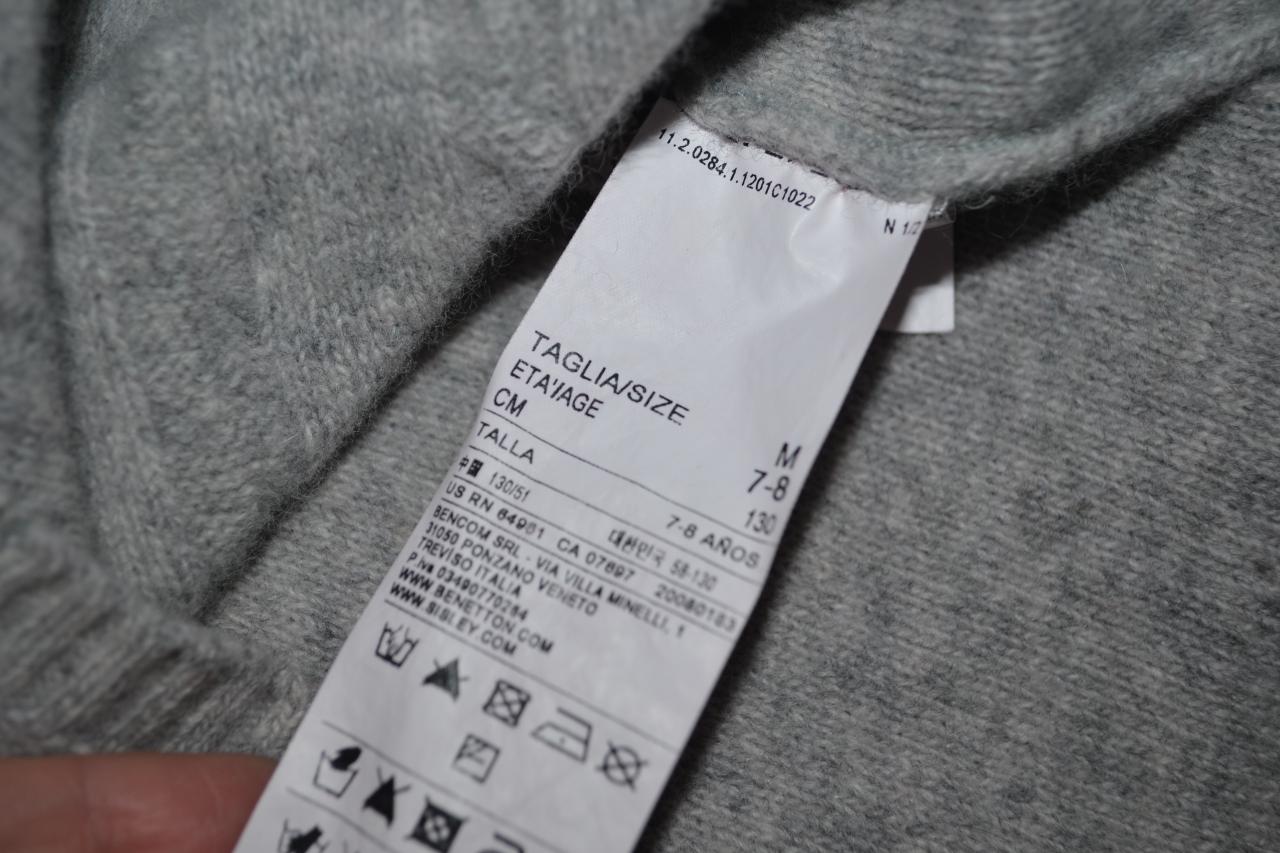 11.2.0284.1.1201C1022
N 1/2
TAGLIA/SIZE M
ETA'/AGE 7-8
CM 130
TALLA 7-8 AÑOS
中国 130/51 대한민국 58-130
US RN 84981 CA 07697 20080183
BENCOM SRL - VIA VILLA MINELLI, 1
31050 PONZANO VENETO
TREVISO ITALIA
P.Iva 03490770264
WWW.BENETTON.COM
WWW.SISLEY.COM